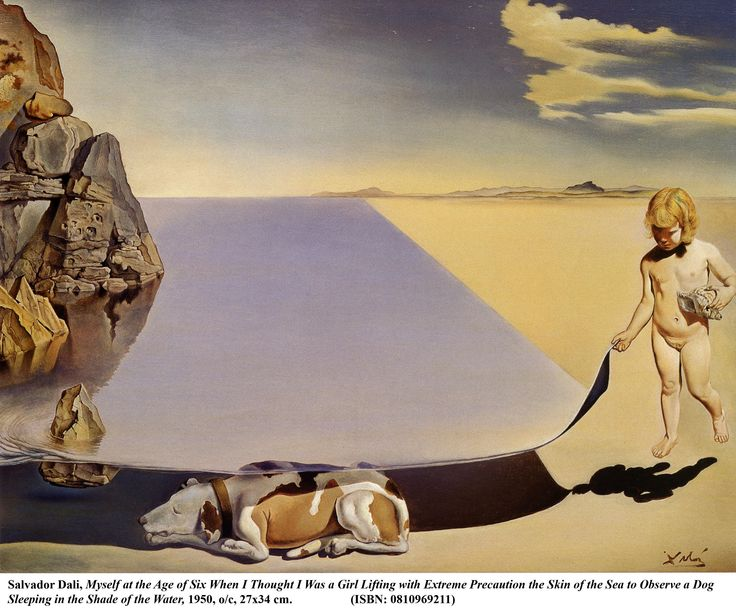 Salvador Dali, Myself at the Age of Six When I Thought I Was a Girl Lifting with Extreme Precaution the Skin of the Sea to Observe a Dog
Sleeping in the Shade of the Water, 1950, o/c, 27x34 cm. (ISBN: 0810969211)